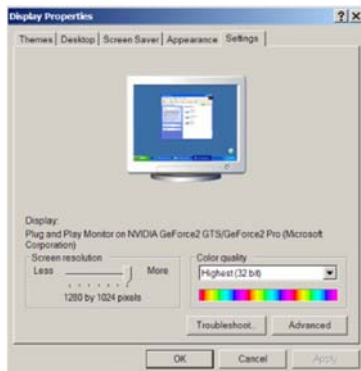 Display Properties
Themes Desktop Screen Saver Appearance Settings
Display:
Plug and Play Monitor on NVIDIA GeForce2 GTS/GeForce2 Pro (Microsoft
Corporation)
Screen resolution
Less More
1280 by 1024 pixels
Color quality
Highest (32 bit)
Troubleshoot... Advanced
OK Cancel Apply